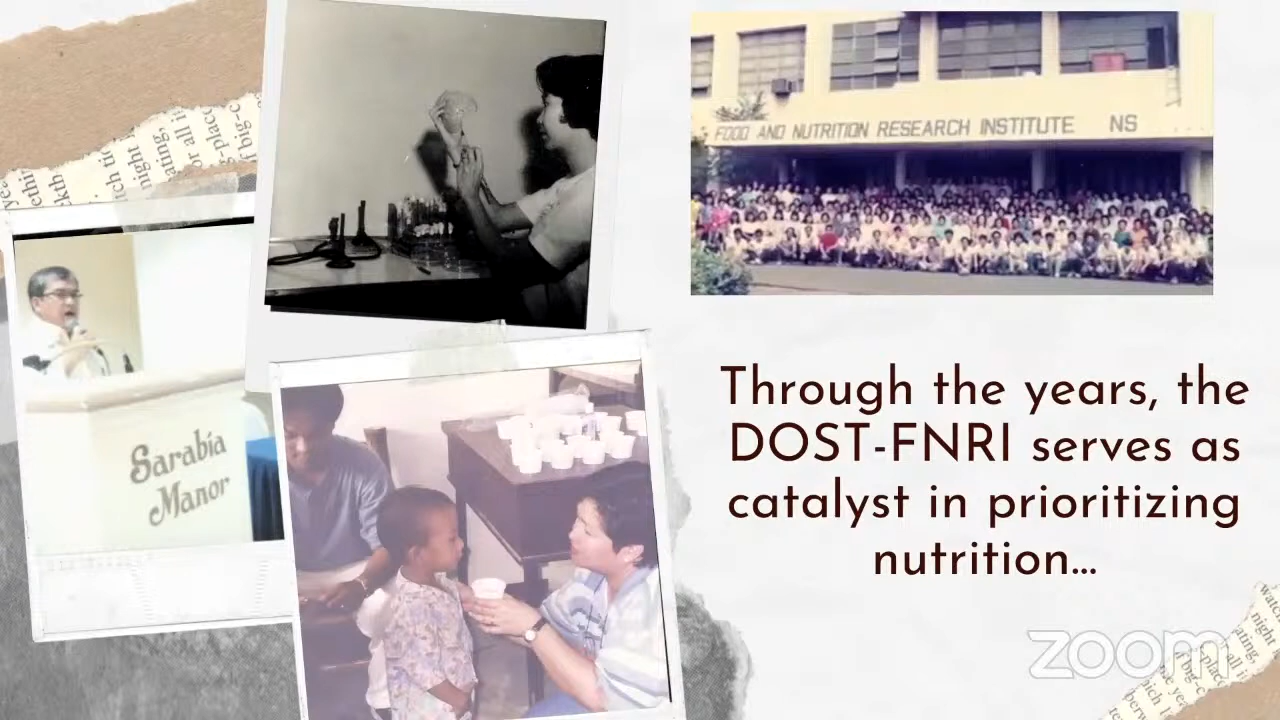 FOOD AND NUTRITION RESEARCH INSTITUTE NS
Sarabia
Manor
Through the years, the
DOST-FNRI serves as
catalyst in prioritizing
nutrition...
zoom